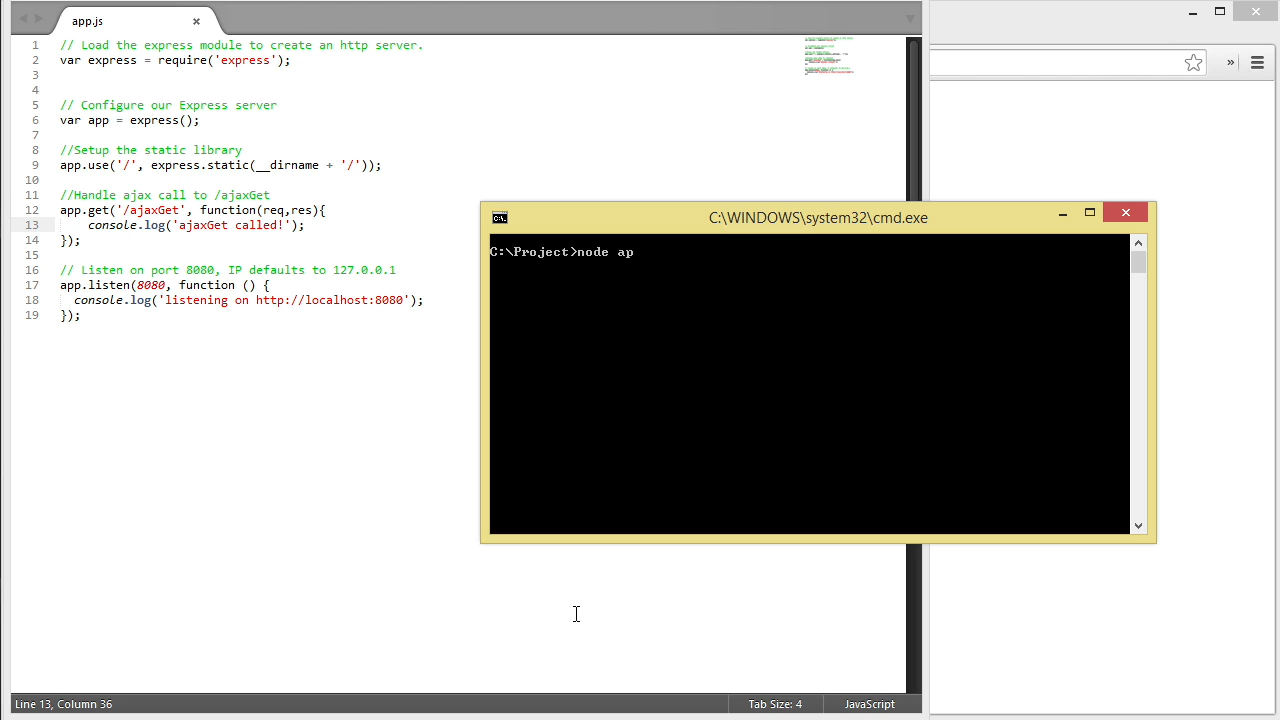 app.js
1 // Load the express module to create an http server.
2 var express = require('express');
3
4
5 // Configure our Express server
6 var app = express();
7
8 //Setup the static library
9 app.use('/', express.static(__dirname + '/'));
10
11 //Handle ajax call to /ajaxGet
12 app.get('/ajaxGet', function(req,res){
13 console.log('ajaxGet called!');
14 });
15
16 // Listen on port 8080, IP defaults to 127.0.0.1
17 app.listen(8080, function () {
18 console.log('listening on http://localhost:8080');
19 });
C:\WINDOWS\system32\cmd.exe
C:\Project>node ap
Line 13, Column 36
Tab Size: 4
JavaScript